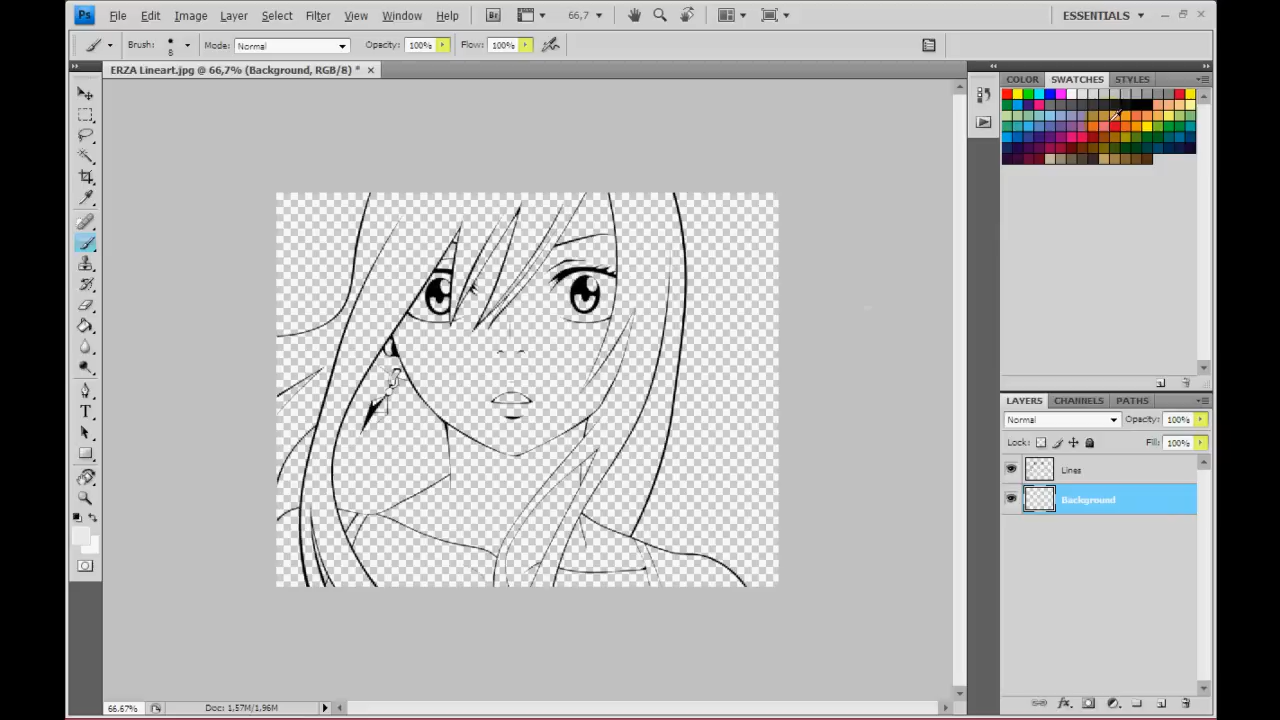 Ps File Edit Image Layer Select Filter View Window Help Br 66,7 ESSENTIALS
Brush: 8 Mode: Normal Opacity: 100% Flow: 100%
ERZA Lineart.jpg @ 66,7% (Background, RGB/8) *
COLOR SWATCHES STYLES
LAYERS CHANNELS PATHS
Normal Opacity: 100%
Lock: Fill: 100%
Lines
Background
T
66.67% Doc: 1,57M/1,96M